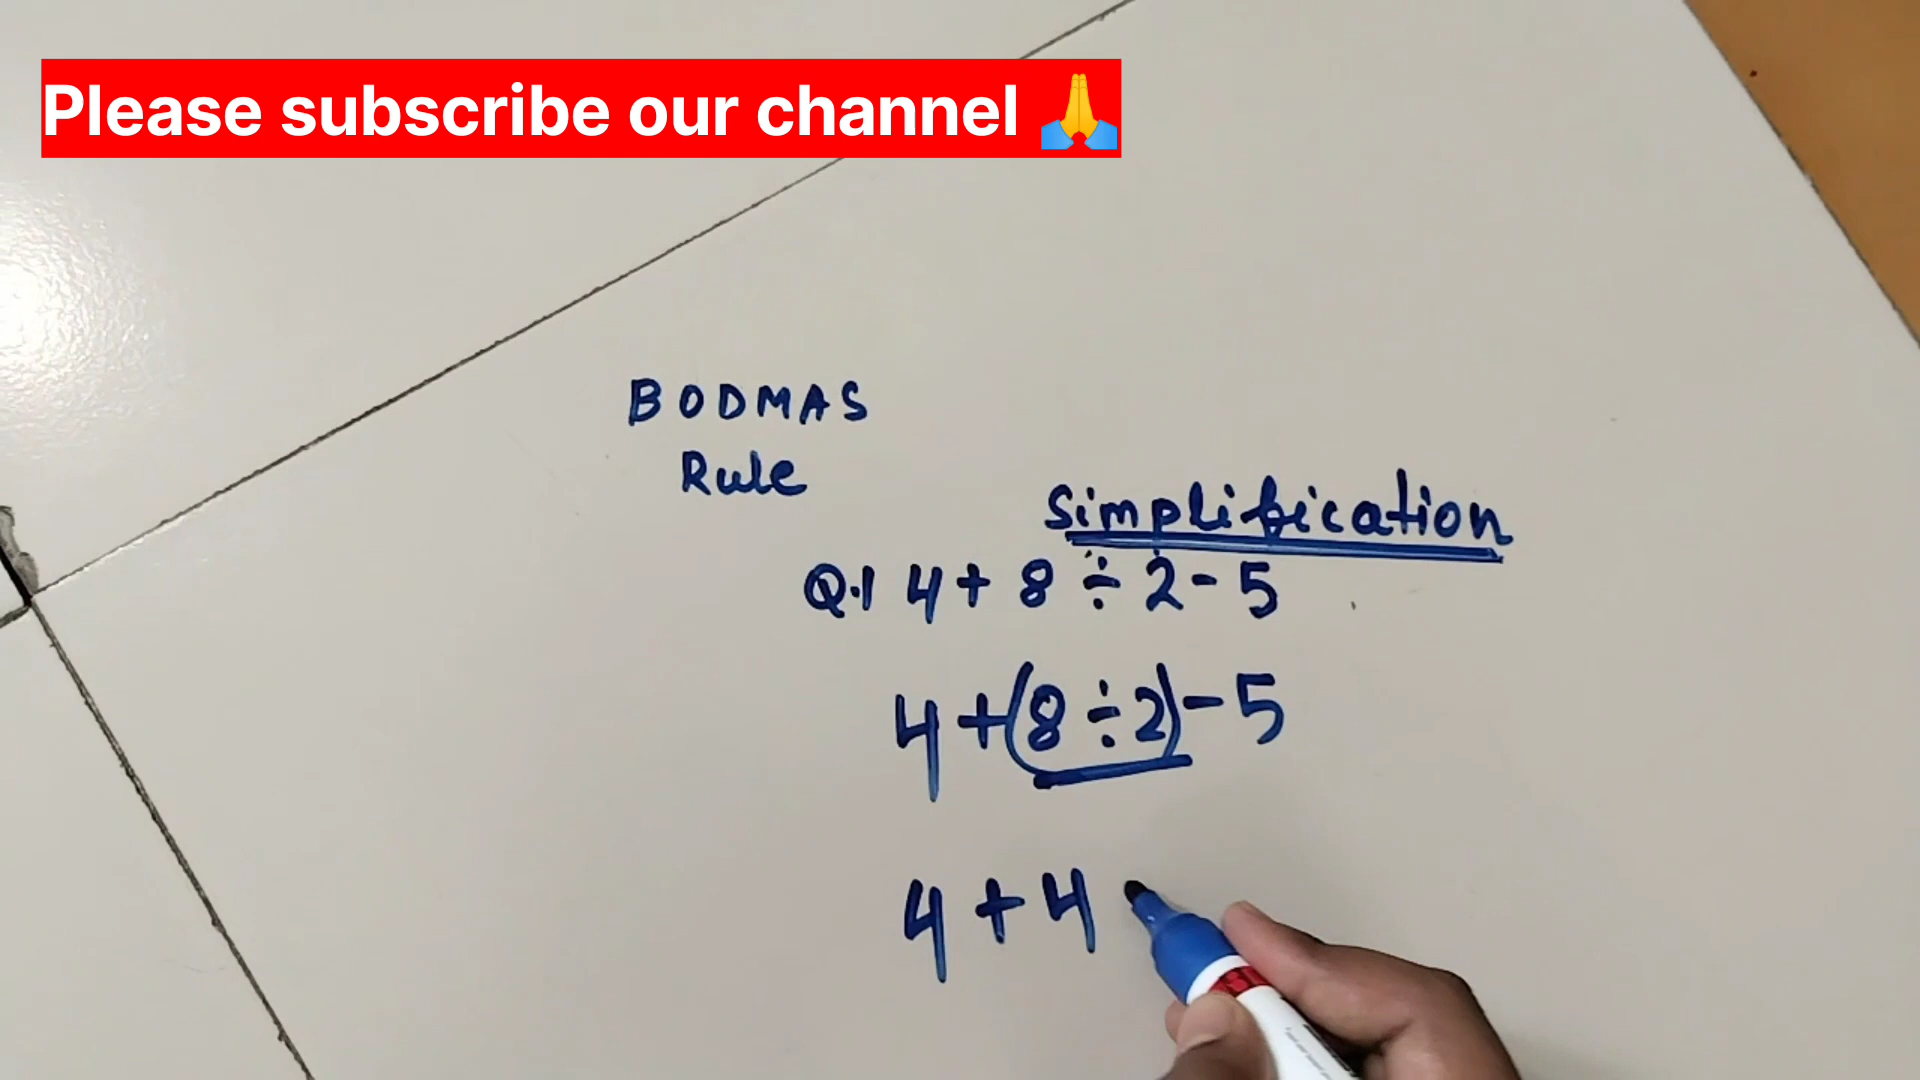 Please subscribe our channel 🙏
BODMAS
Rule
Simplification
Q.1 4 + 8 ÷ 2 - 5
4 + (8 ÷ 2) - 5
4 + 4